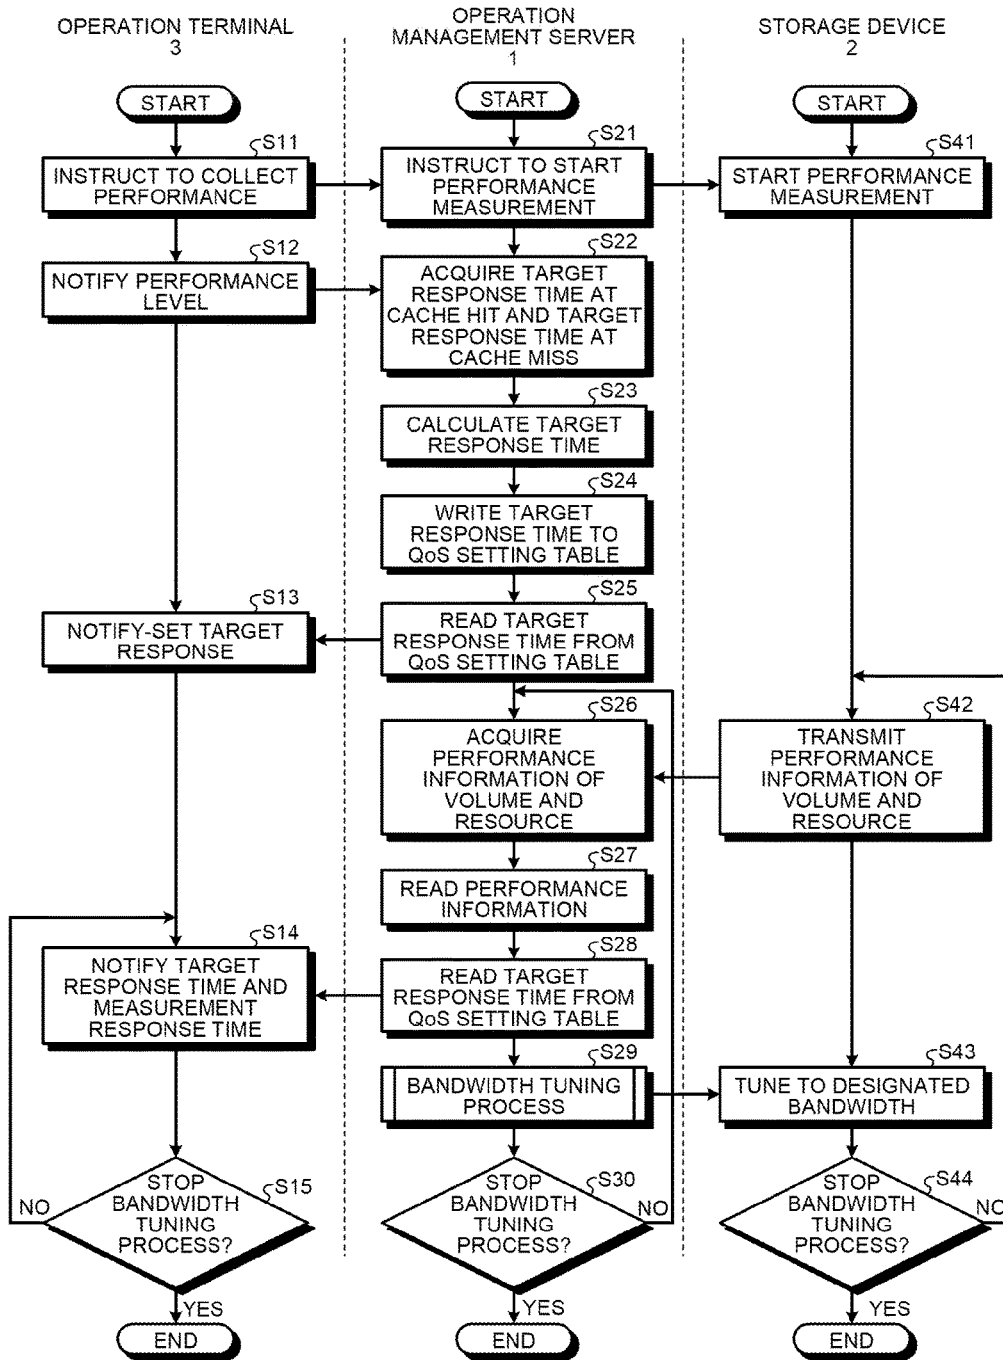 OPERATION TERMINAL
3
START
S11
INSTRUCT TO COLLECT
PERFORMANCE
S12
NOTIFY PERFORMANCE
LEVEL
S13
NOTIFY-SET TARGET
RESPONSE
S14
NOTIFY TARGET
RESPONSE TIME AND
MEASUREMENT
RESPONSE TIME
S15
STOP
BANDWIDTH
TUNING
PROCESS?
NO
YES
END
OPERATION
MANAGEMENT SERVER
1
START
S21
INSTRUCT TO START
PERFORMANCE
MEASUREMENT
S22
ACQUIRE TARGET
RESPONSE TIME AT
CACHE HIT AND TARGET
RESPONSE TIME AT
CACHE MISS
S23
CALCULATE TARGET
RESPONSE TIME
S24
WRITE TARGET
RESPONSE TIME TO
QoS SETTING TABLE
S25
READ TARGET
RESPONSE TIME FROM
QoS SETTING TABLE
S26
ACQUIRE
PERFORMANCE
INFORMATION OF
VOLUME AND
RESOURCE
S27
READ PERFORMANCE
INFORMATION
S28
READ TARGET
RESPONSE TIME FROM
QoS SETTING TABLE
S29
BANDWIDTH TUNING
PROCESS
S30
STOP
BANDWIDTH
TUNING
PROCESS?
NO
YES
END
STORAGE DEVICE
2
START
S41
START PERFORMANCE
MEASUREMENT
S42
TRANSMIT
PERFORMANCE
INFORMATION OF
VOLUME AND
RESOURCE
S43
TUNE TO DESIGNATED
BANDWIDTH
S44
STOP
BANDWIDTH
TUNING
PROCESS?
NO
YES
END